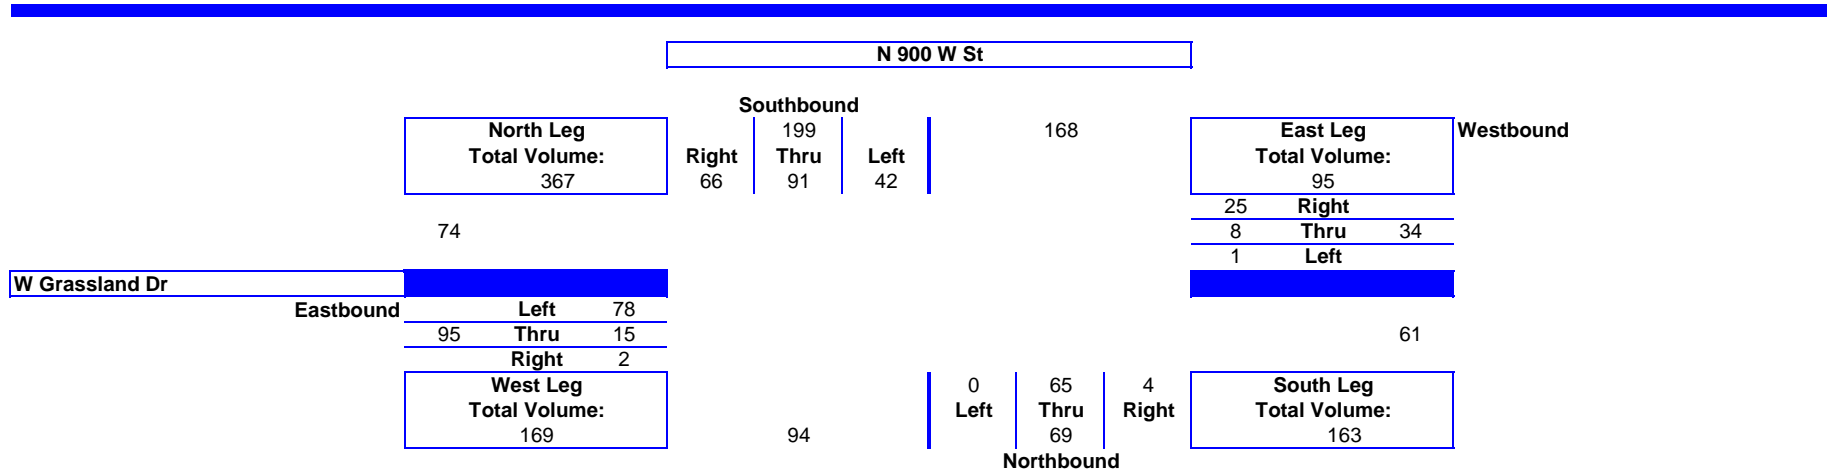 N 900 W St
Southbound
North Leg 199 168 East Leg Westbound
Total Volume: Right Thru Left Total Volume:
367 66 91 42 95
25 Right
74 8 Thru 34
1 Left
W Grassland Dr
Eastbound Left 78
95 Thru 15 61
Right 2
West Leg 0 65 4 South Leg
Total Volume: Left Thru Right Total Volume:
169 94 69 163
Northbound